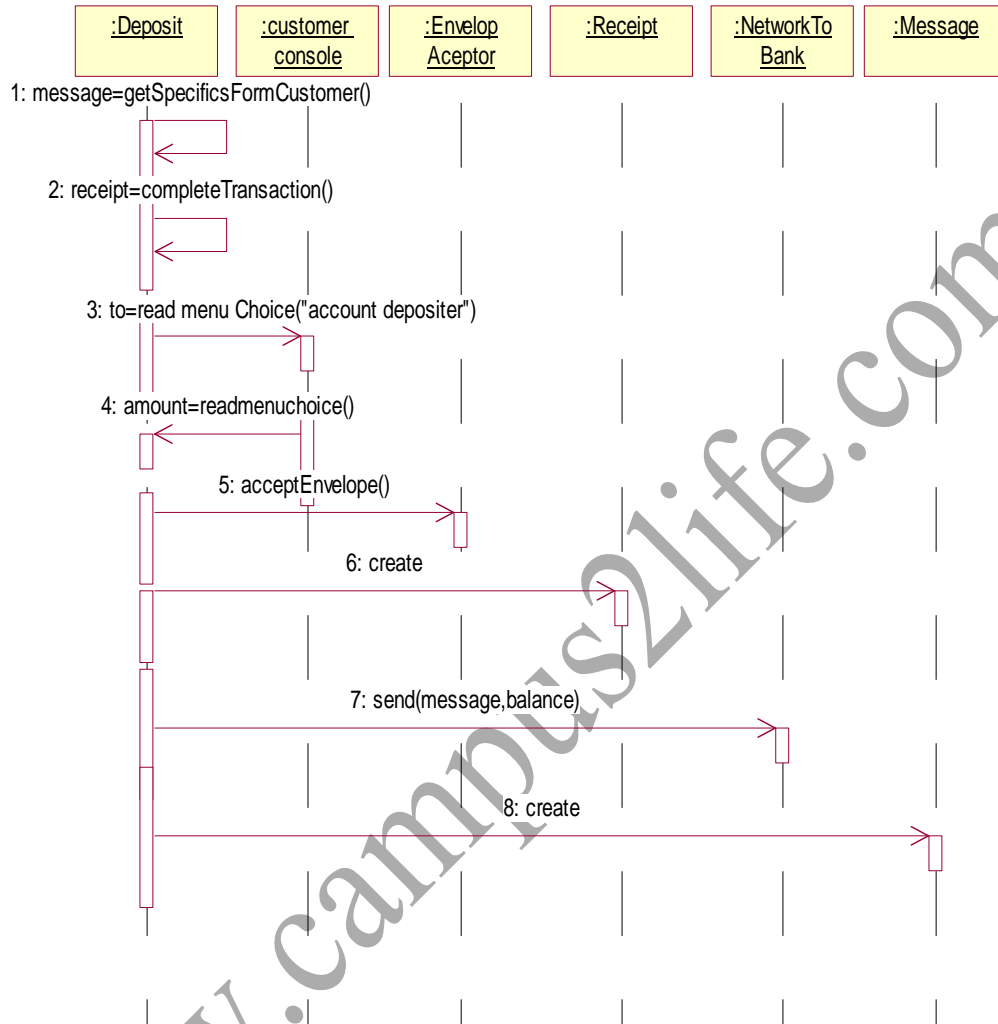 :Deposit
:customer
console
:Envelop
Aceptor
:Receipt
:NetworkTo
Bank
:Message
1: message=getSpecificsFormCustomer()
2: receipt=completeTransaction()
3: to=read menu Choice("account depositer")
4: amount=readmenuchoice()
5: acceptEnvelope()
6: create
7: send(message,balance)
8: create
w.campus2life.com